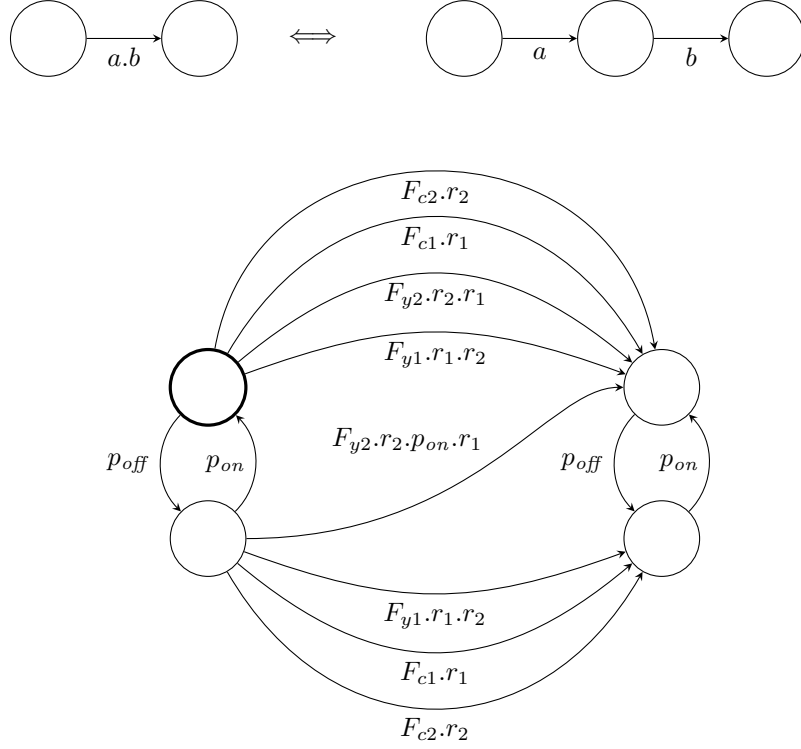 a.b ⟺ a b
F_{c2}.r_2
F_{c1}.r_1
F_{y2}.r_2.r_1
F_{y1}.r_1.r_2
F_{y2}.r_2.p_{on}.r_1
p_{off} p_{on} p_{off} p_{on}
F_{y1}.r_1.r_2
F_{c1}.r_1
F_{c2}.r_2